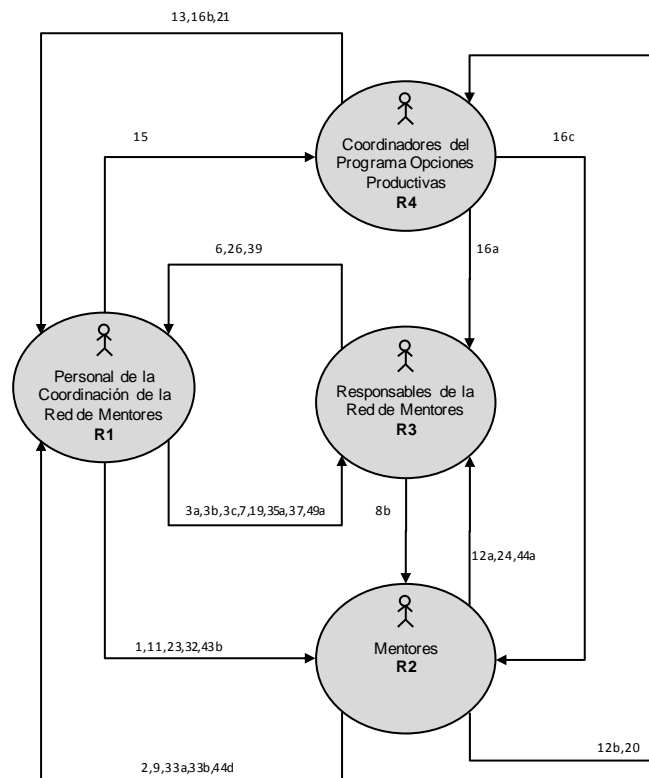 13,16b,21
15
Coordinadores del
Programa Opciones
Productivas
R4
16c
16a
6,26,39
Personal de la
Coordinación de la
Red de Mentores
R1
Responsables de la
Red de Mentores
R3
3a,3b,3c,7,19,35a,37,49a
8b
12a,24,44a
1,11,23,32,43b
Mentores
R2
2,9,33a,33b,44d
12b,20